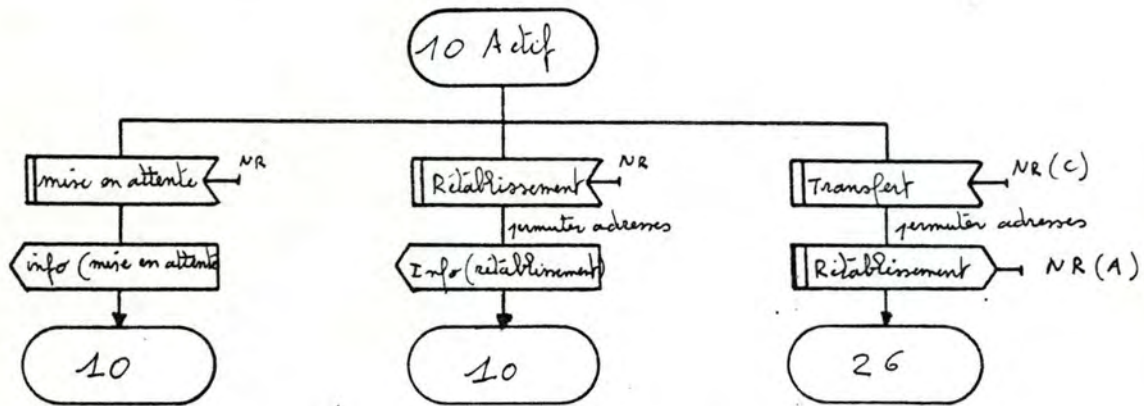 10 Actif
mise en attente
NR
Rétablissement
NR
Transfert
NR (C)
permuter adresses
permuter adresses
info (mise en attente
Info (rétablissement)
Rétablissement
NR (A)
10
10
26